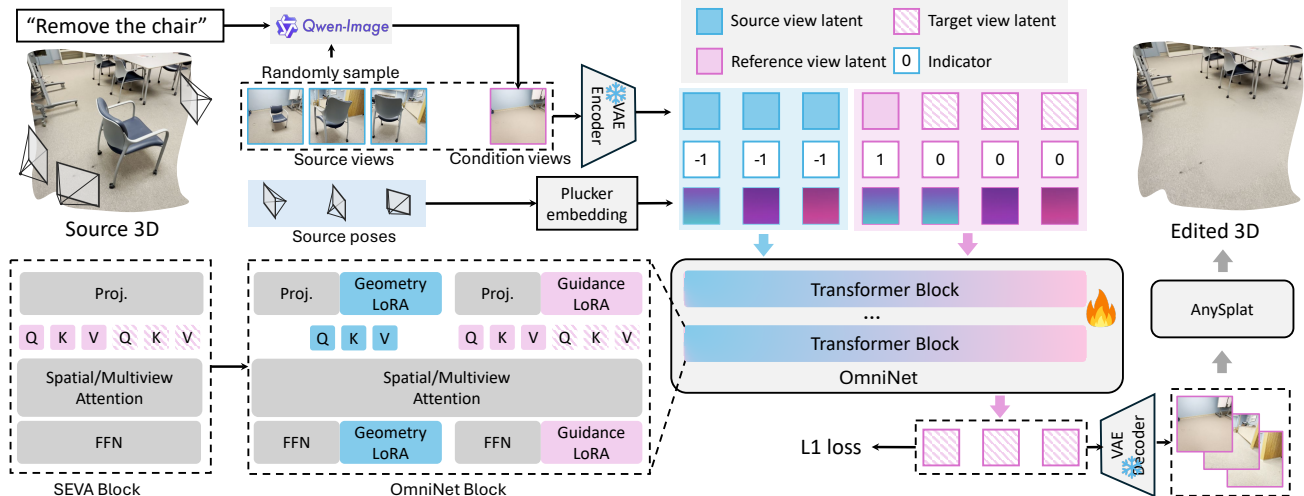 “Remove the chair”
Qwen-Image
Randomly sample
Source views
Condition views
VAE
Encoder
Source view latent
Target view latent
Reference view latent
0
Indicator
-1
-1
-1
1
0
0
0
Source 3D
Source poses
Plucker
embedding
Edited 3D
Proj.
Q
K
V
Q
K
V
Spatial/Multiview
Attention
FFN
SEVA Block
Proj.
Geometry
LoRA
Proj.
Guidance
LoRA
Q
K
V
Q
K
V
Q
K
V
Spatial/Multiview
Attention
FFN
Geometry
LoRA
FFN
Guidance
LoRA
OmniNet Block
Transformer Block
...
Transformer Block
OmniNet
L1 loss
VAE
Decoder
AnySplat